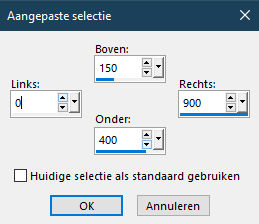 Aangepaste selectie
Boven:
150
Links:
0
Rechts:
900
Onder:
400
Huidige selectie als standaard gebruiken
OK
Annuleren